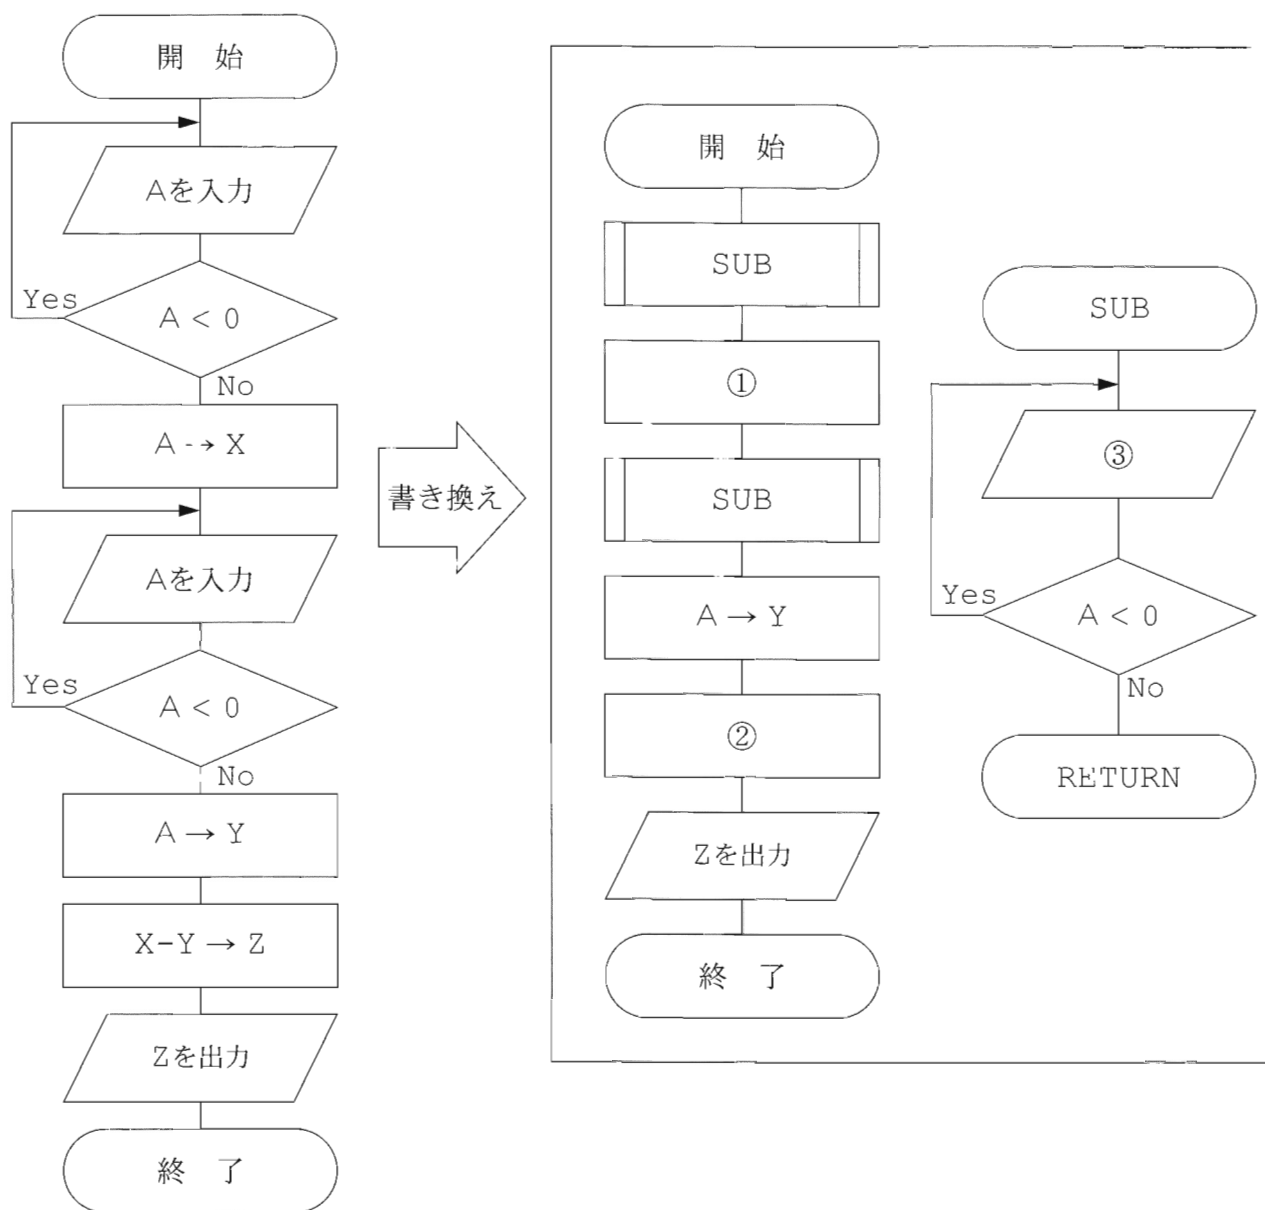 開 始
Aを入力
A < 0
Yes
No
A → X
Aを入力
A < 0
Yes
No
A → Y
X-Y → Z
Zを出力
終 了
書き換え
開 始
SUB
①
SUB
A → Y
②
Zを出力
終 了
SUB
③
A < 0
Yes
No
RETURN